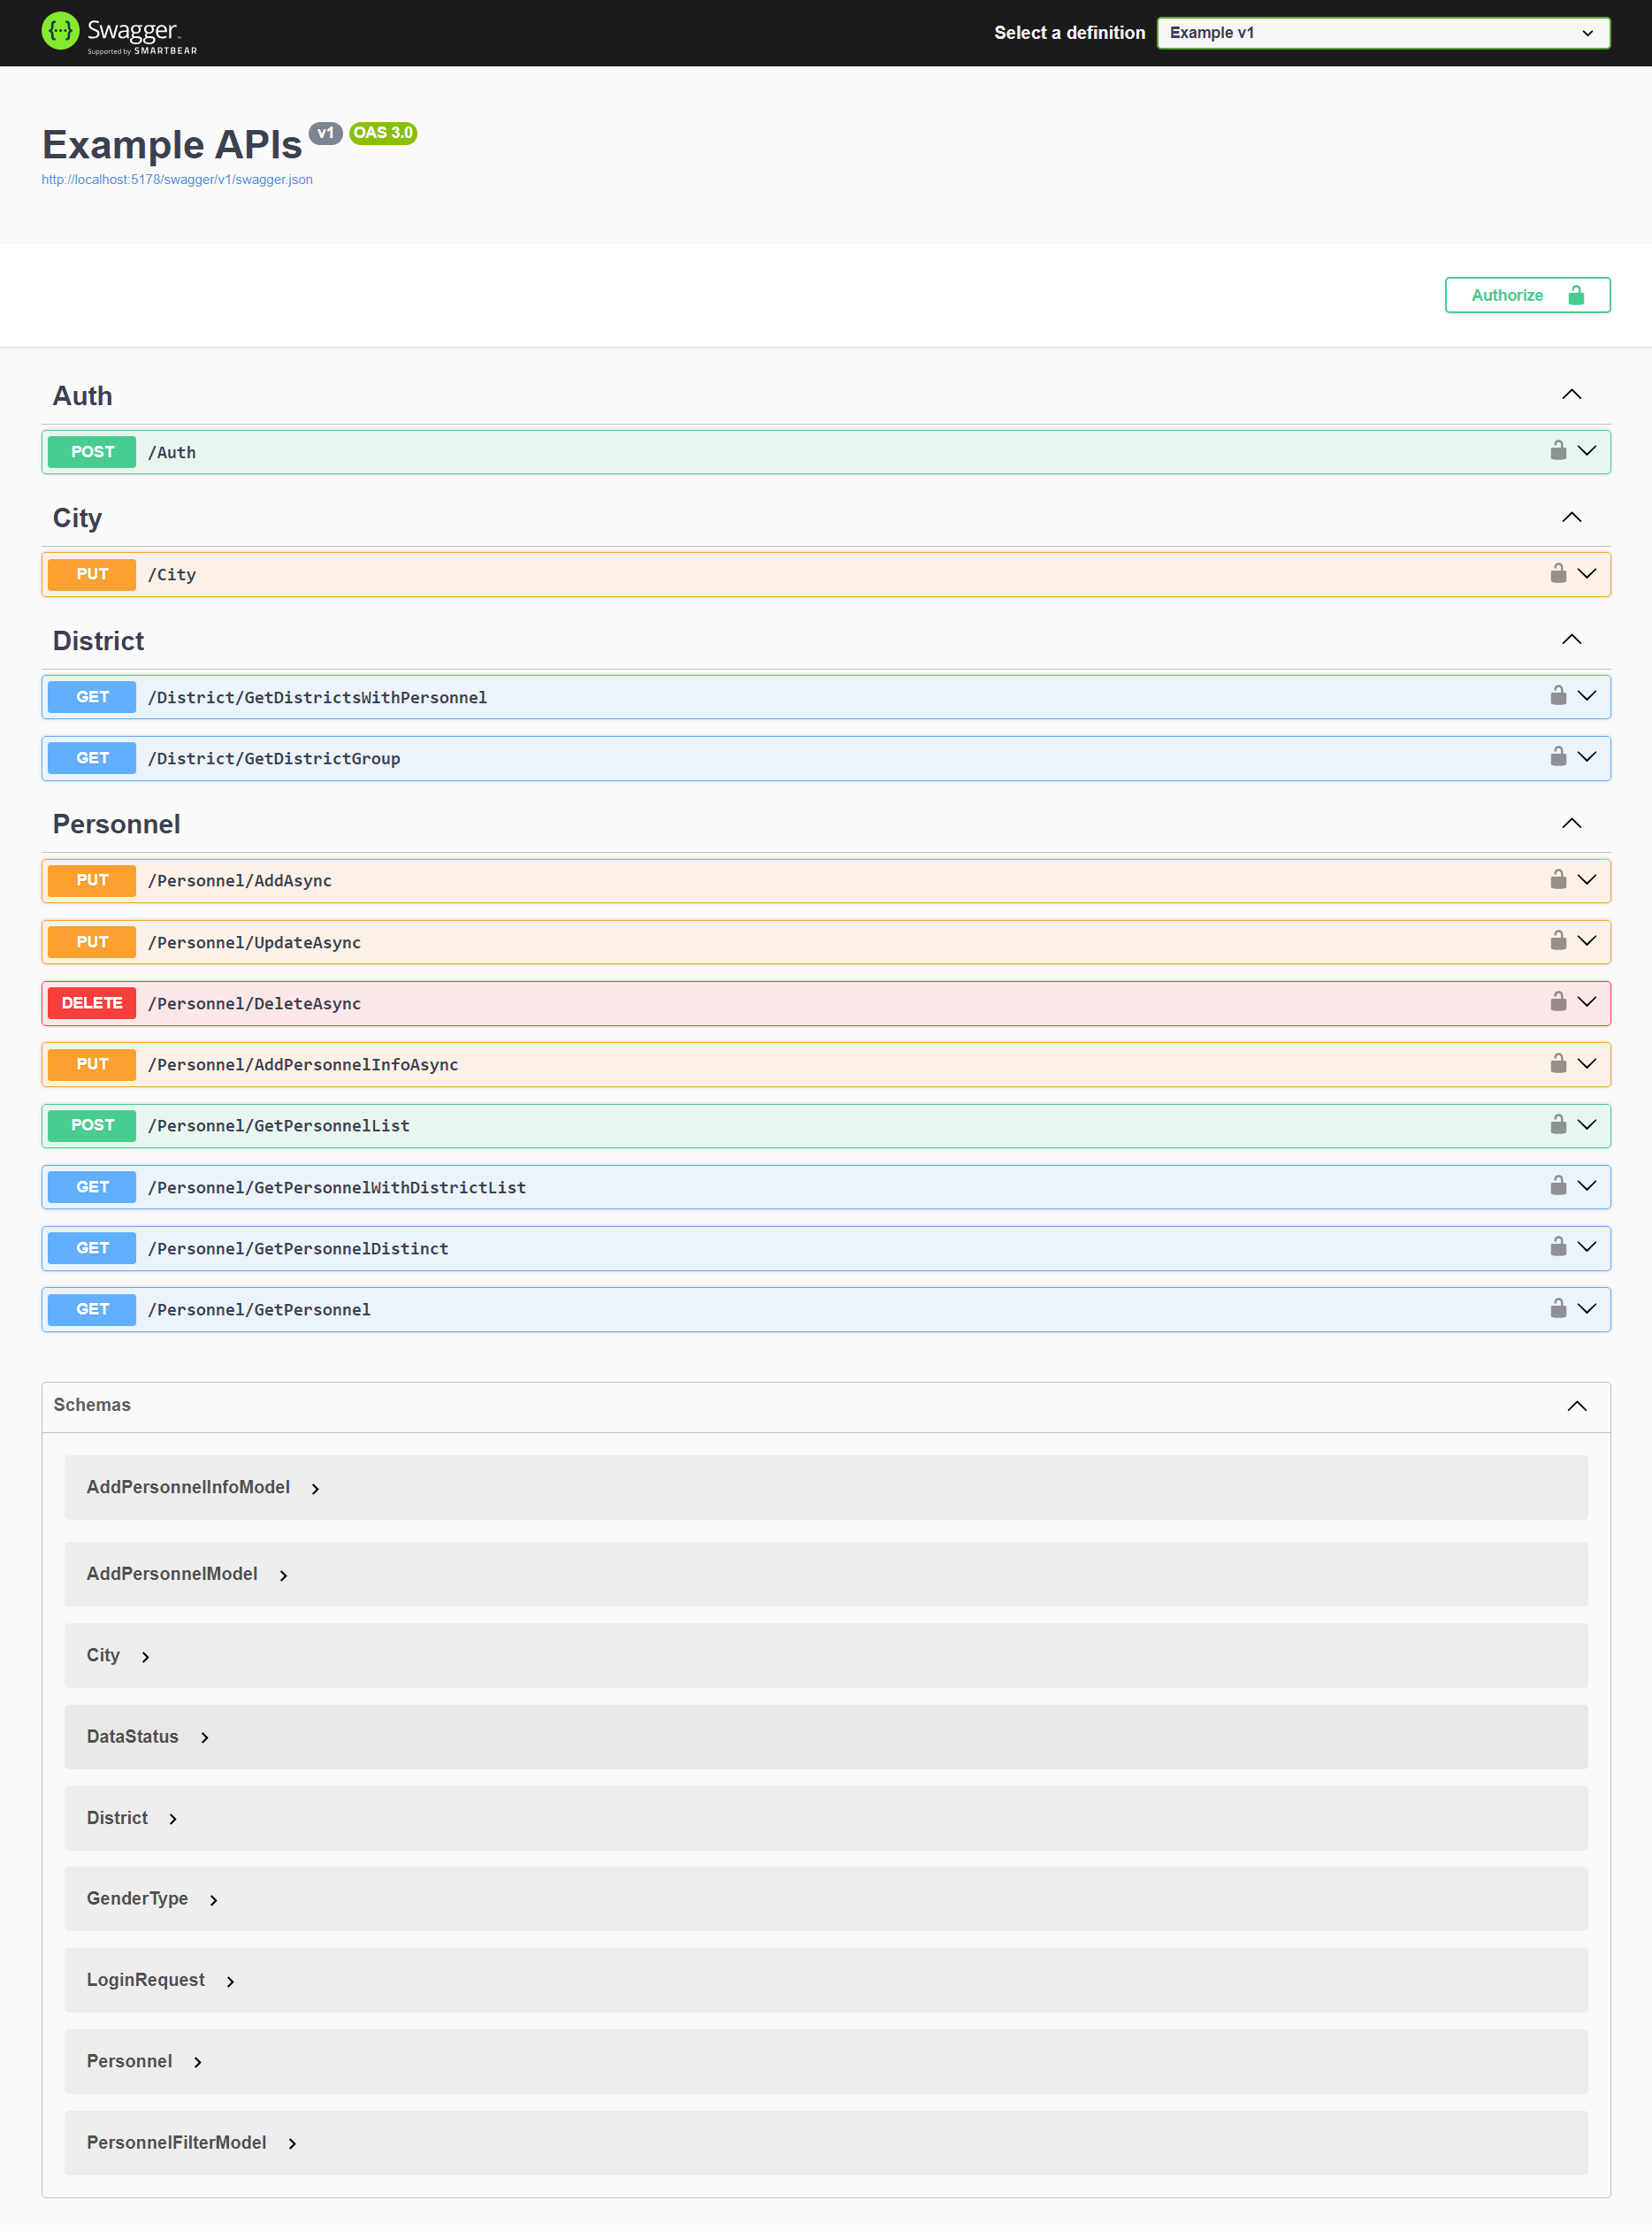 Swagger
Supported by SMARTBEAR
Select a definition
Example v1
Example APIs v1 OAS 3.0
http://localhost:5178/swagger/v1/swagger.json
Authorize
Auth
POST /Auth
City
PUT /City
District
GET /District/GetDistrictsWithPersonnel
GET /District/GetDistrictGroup
Personnel
PUT /Personnel/AddAsync
PUT /Personnel/UpdateAsync
DELETE /Personnel/DeleteAsync
PUT /Personnel/AddPersonnelInfoAsync
POST /Personnel/GetPersonnelList
GET /Personnel/GetPersonnelWithDistrictList
GET /Personnel/GetPersonnelDistinct
GET /Personnel/GetPersonnel
Schemas
AddPersonnelInfoModel
AddPersonnelModel
City
DataStatus
District
GenderType
LoginRequest
Personnel
PersonnelFilterModel